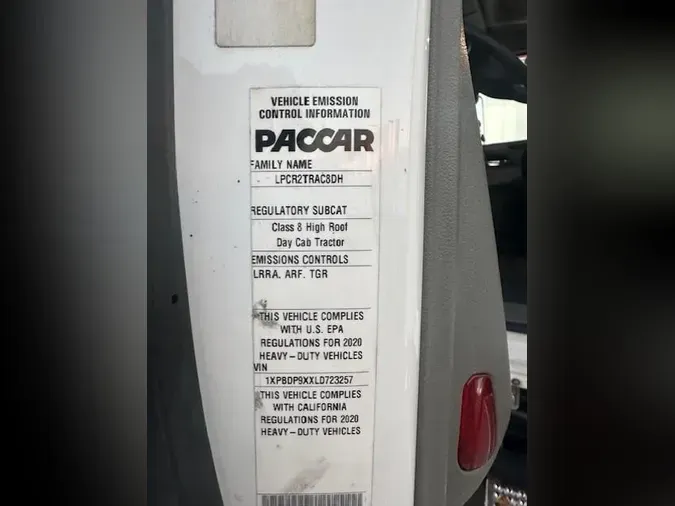 VEHICLE EMISSION
CONTROL INFORMATION
PACCAR
FAMILY NAME
LPCR2TRAC8DH
REGULATORY SUBCAT
Class 8 High Roof
Day Cab Tractor
EMISSIONS CONTROLS
LRRA, ARF, TGR
THIS VEHICLE COMPLIES
WITH U.S. EPA
REGULATIONS FOR 2020
HEAVY-DUTY VEHICLES
VIN
1XPBDP9XXLD723257
THIS VEHICLE COMPLIES
WITH CALIFORNIA
REGULATIONS FOR 2020
HEAVY-DUTY VEHICLES